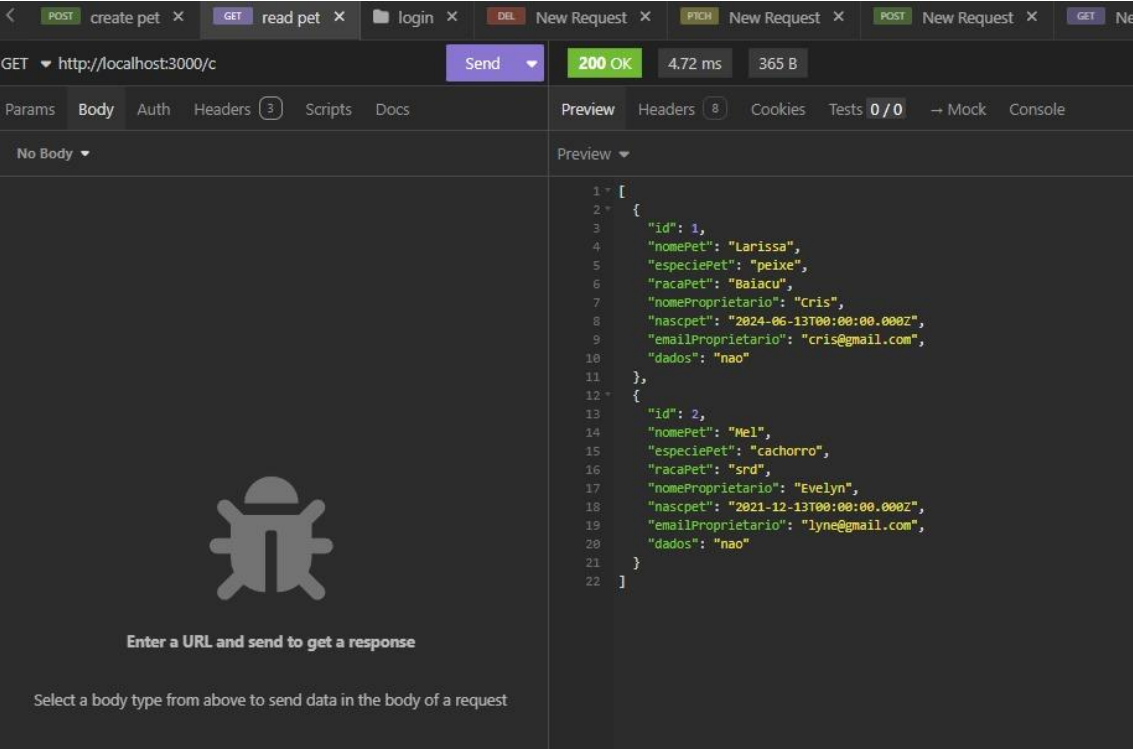 POST create pet GET read pet login DEL New Request PTCH New Request POST New Request GET Ne
GET http://localhost:3000/c Send 200 OK 4.72 ms 365 B
Params Body Auth Headers 3 Scripts Docs Preview Headers 8 Cookies Tests 0 / 0 → Mock Console
No Body Preview
1 [
2 {
3 "id": 1,
4 "nomePet": "Larissa",
5 "especiePet": "peixe",
6 "racaPet": "Baiacu",
7 "nomeProprietario": "Cris",
8 "nascpet": "2024-06-13T00:00:00.000Z",
9 "emailProprietario": "cris@gmail.com",
10 "dados": "nao"
11 },
12 {
13 "id": 2,
14 "nomePet": "Mel",
15 "especiePet": "cachorro",
16 "racaPet": "srd",
17 "nomeProprietario": "Evelyn",
18 "nascpet": "2021-12-13T00:00:00.000Z",
19 "emailProprietario": "lyne@gmail.com",
20 "dados": "nao"
21 }
22 ]
Enter a URL and send to get a response
Select a body type from above to send data in the body of a request